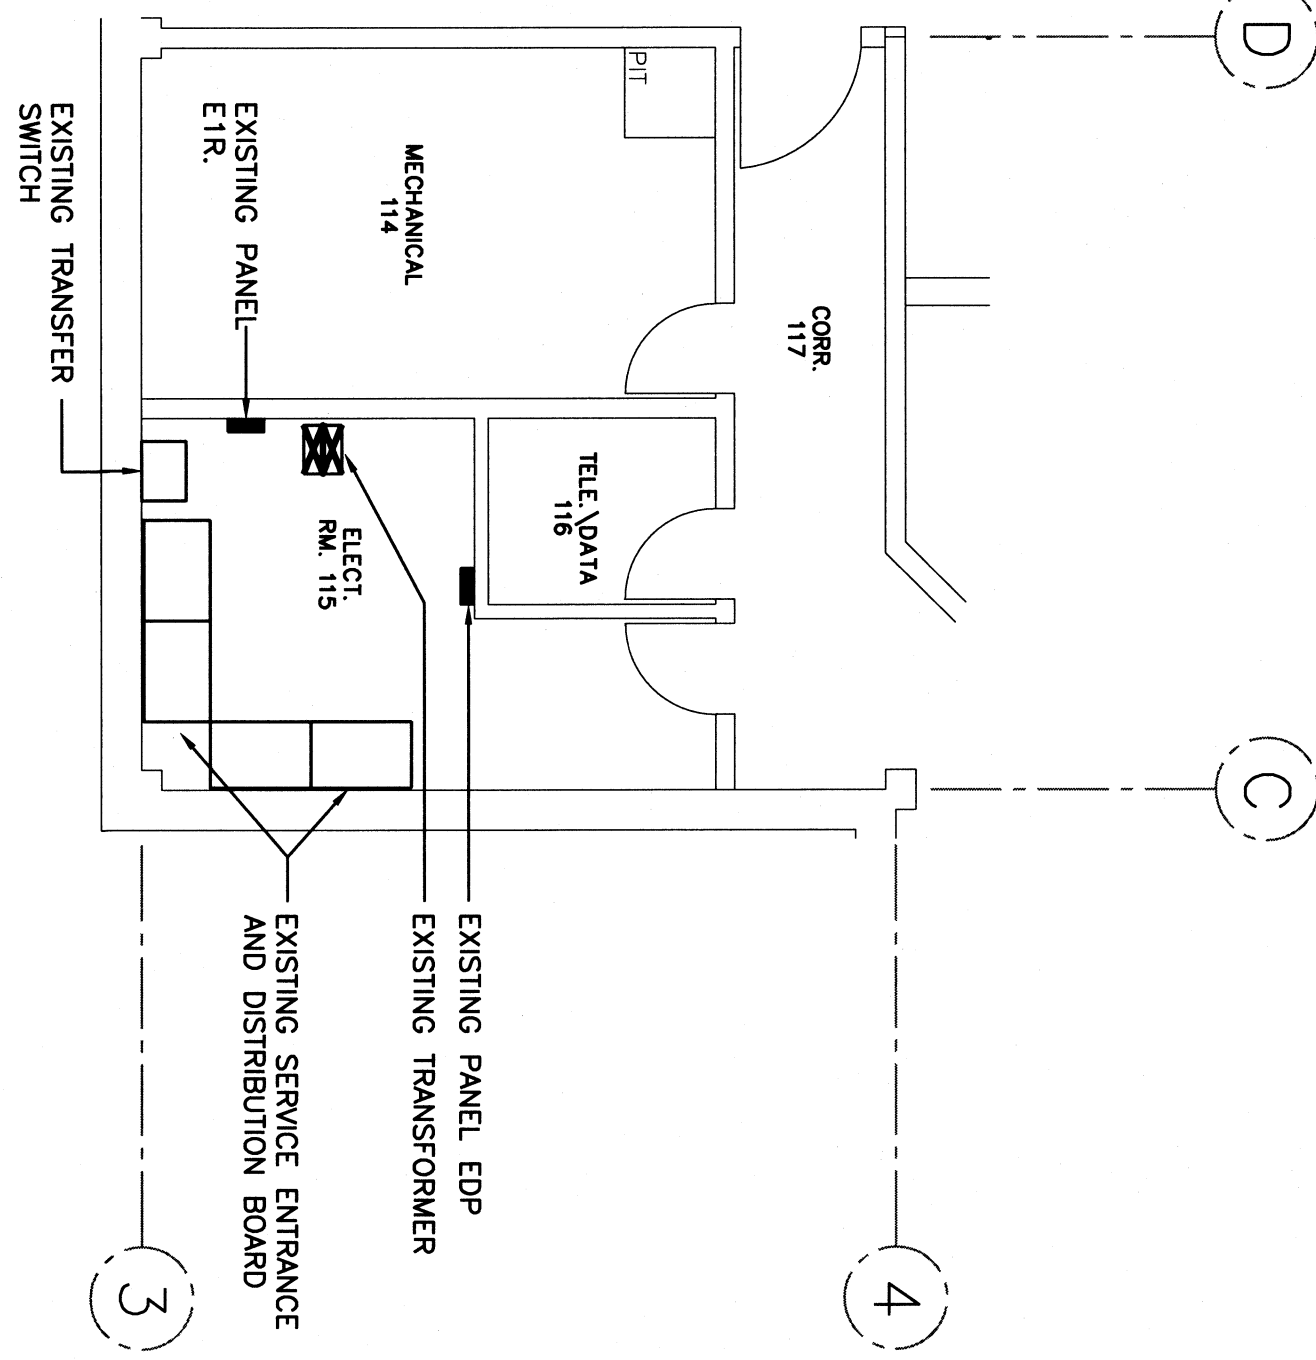 D
PIT
MECHANICAL
114
EXISTING PANEL
E1R.
EXISTING TRANSFER
SWITCH
CORR.
117
TELE.\DATA
116
ELECT.
RM. 115
C
EXISTING PANEL EDP
EXISTING TRANSFORMER
EXISTING SERVICE ENTRANCE
AND DISTRIBUTION BOARD
4
3